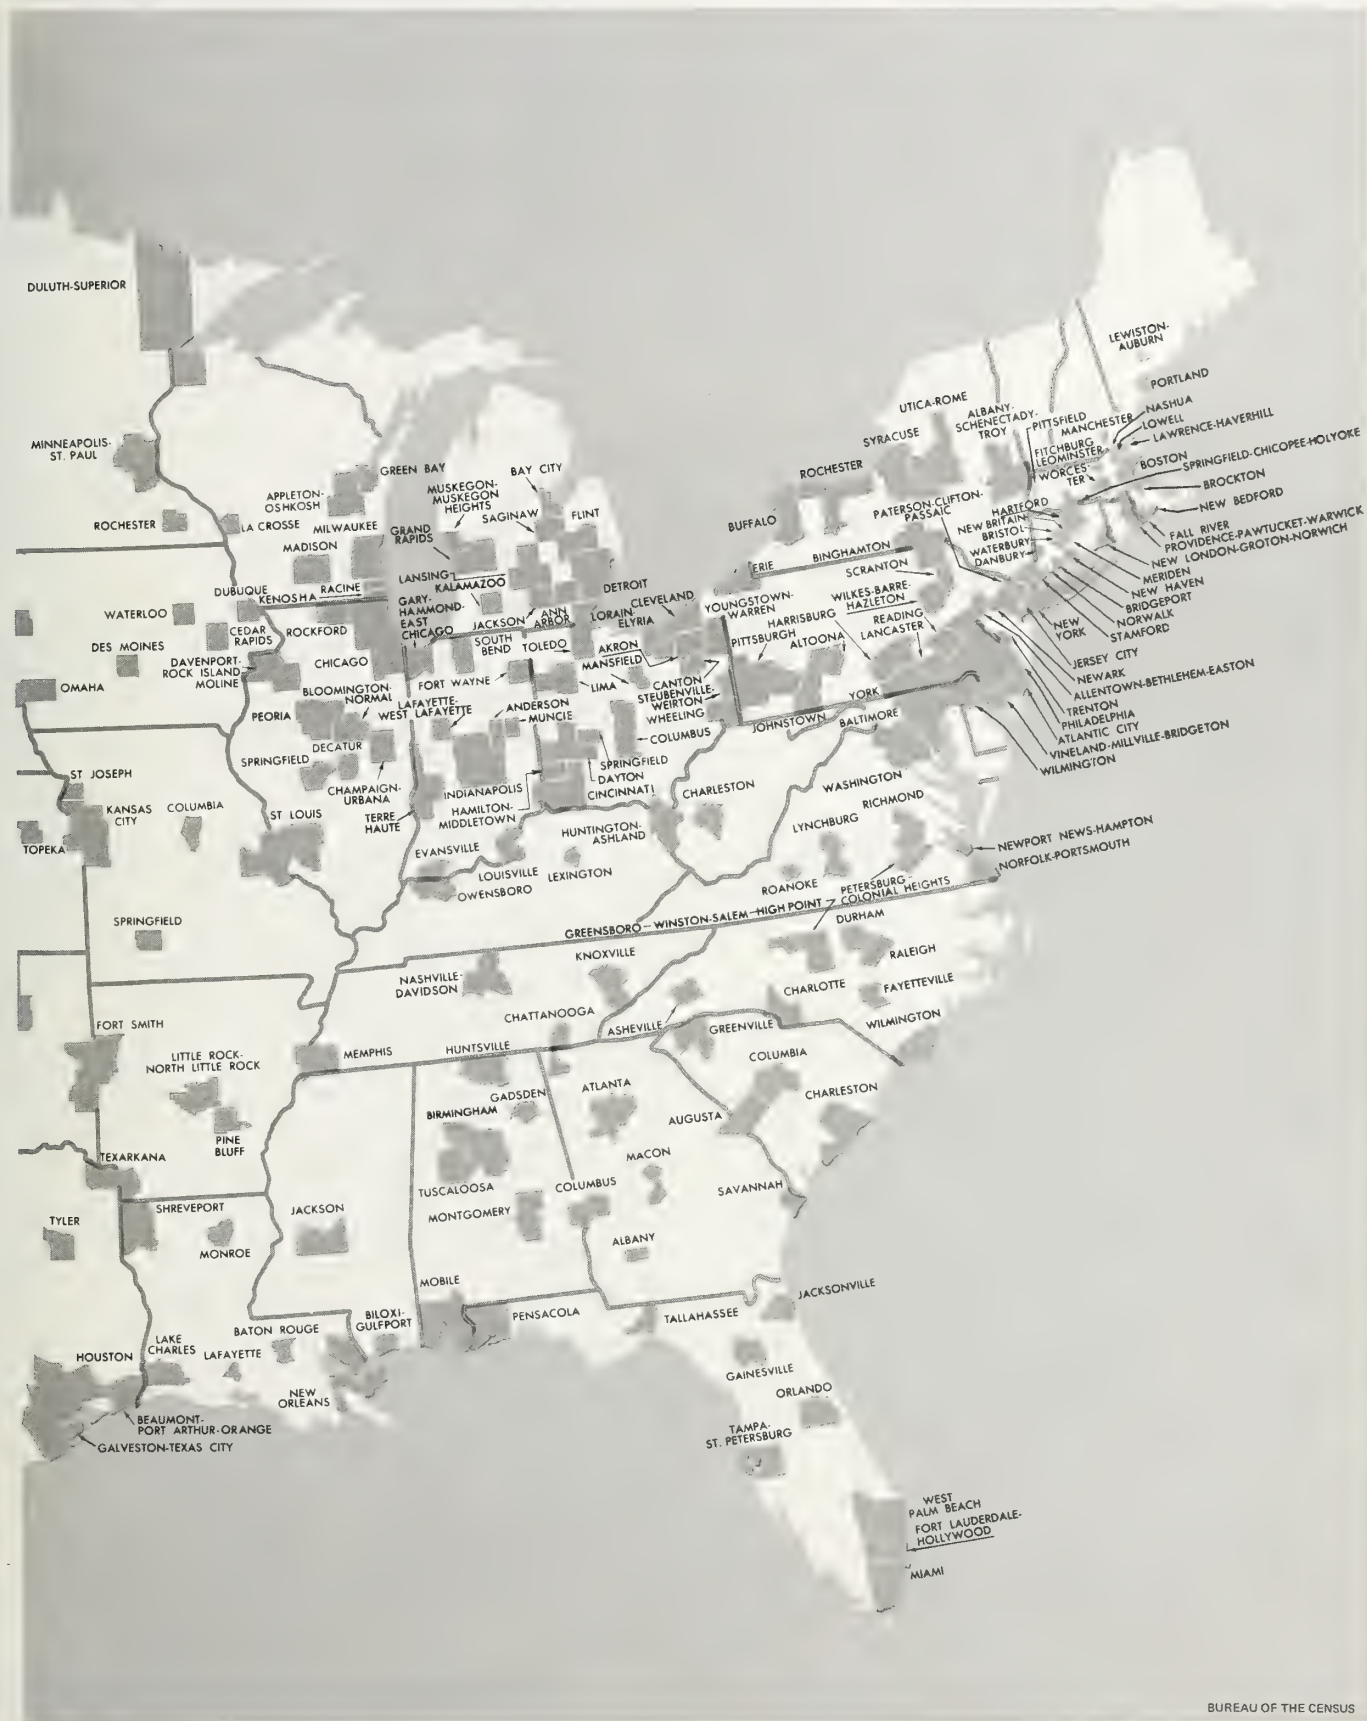 DULUTH-SUPERIOR
MINNEAPOLIS-
ST. PAUL
ROCHESTER
LA CROSSE
APPLETON-
OSHKOSH
GREEN BAY
MILWAUKEE
MADISON
GRAND
RAPIDS
MUSKEGON-
MUSKEGON
HEIGHTS
BAY CITY
SAGINAW
FLINT
LANSING
KALAMAZOO
DETROIT
DUBUQUE
KENOSHA
RACINE
WATERLOO
CEDAR
RAPIDS
ROCKFORD
GARY-
HAMMOND-
EAST
CHICAGO
JACKSON
ANN
ARBOR
LORAIN-
ELYRIA
CLEVELAND
DES MOINES
OMAHA
DAVENPORT-
ROCK ISLAND
MOLINE
CHICAGO
SOUTH
BEND
TOLEDO
AKRON
MANSFIELD
FORT WAYNE
LIMA
CANTON
STEUBENVILLE-
WEIRTON
WHEELING
BLOOMINGTON-
NORMAL
LAFAYETTE-
WEST LAFAYETTE
ANDERSON
MUNCIE
PEORIA
DECATUR
SPRINGFIELD
CHAMPAIGN-
URBANA
COLUMBUS
SPRINGFIELD
DAYTON
CINCINNATI
INDIANAPOLIS
HAMILTON-
MIDDLETOWN
TERRE
HAUTE
ST JOSEPH
KANSAS
CITY
COLUMBIA
ST LOUIS
TOPEKA
EVANSVILLE
LOUISVILLE
OWENSBORO
LEXINGTON
HUNTINGTON-
ASHLAND
CHARLESTON
SPRINGFIELD
LEWISTON-
AUBURN
PORTLAND
UTICA-ROME
ALBANY-
SCHENECTADY-
TROY
PITTSFIELD
MANCHESTER
NASHUA
LOWELL
LAWRENCE-HAVERHILL
SYRACUSE
FITCHBURG
LEOMINSTER
WORCES-
TER
BOSTON
SPRINGFIELD-CHICOPEE-HOLYOKE
ROCHESTER
BROCKTON
NEW BEDFORD
BUFFALO
PATERSON-CLIFTON-
PASSAIC
HARTFORD
NEW BRITAIN
BRISTOL
WATERBURY
DANBURY
FALL RIVER
PROVIDENCE-PAWTUCKET-WARWICK
NEW LONDON-GROTON-NORWICH
MERIDEN
NEW HAVEN
BRIDGEPORT
NORWALK
STAMFORD
ERIE
BINGHAMTON
SCRANTON
WILKES-BARRE-
HAZLETON
YOUNGSTOWN-
WARREN
HARRISBURG
READING
LANCASTER
PITTSBURGH
ALTOONA
NEW
YORK
JERSEY CITY
NEWARK
ALLENTOWN-BETHLEHEM-EASTON
TRENTON
PHILADELPHIA
ATLANTIC CITY
VINELAND-MILLVILLE-BRIDGETON
WILMINGTON
YORK
JOHNSTOWN
BALTIMORE
WASHINGTON
RICHMOND
LYNCHBURG
NEWPORT NEWS-HAMPTON
NORFOLK-PORTSMOUTH
ROANOKE
PETERSBURG-
COLONIAL HEIGHTS
GREENSBORO-WINSTON-SALEM-HIGH POINT
DURHAM
RALEIGH
KNOXVILLE
NASHVILLE-
DAVIDSON
CHARLOTTE
FAYETTEVILLE
CHATTANOOGA
ASHEVILLE
GREENVILLE
WILMINGTON
FORT SMITH
LITTLE ROCK-
NORTH LITTLE ROCK
MEMPHIS
HUNTSVILLE
COLUMBIA
GADSDEN
ATLANTA
CHARLESTON
BIRMINGHAM
AUGUSTA
PINE
BLUFF
TEXARKANA
MACON
TUSCALOOSA
COLUMBUS
SAVANNAH
SHREVEPORT
JACKSON
MONTGOMERY
TYLER
MONROE
ALBANY
MOBILE
JACKSONVILLE
BILOXI-
GULFPORT
PENSACOLA
TALLAHASSEE
BATON ROUGE
LAKE
CHARLES
LAFAYETTE
HOUSTON
NEW
ORLEANS
GAINESVILLE
ORLANDO
BEAUMONT-
PORT ARTHUR-ORANGE
GALVESTON-TEXAS CITY
TAMPA-
ST. PETERSBURG
WEST
PALM BEACH
FORT LAUDERDALE-
HOLLYWOOD
MIAMI
BUREAU OF THE CENSUS